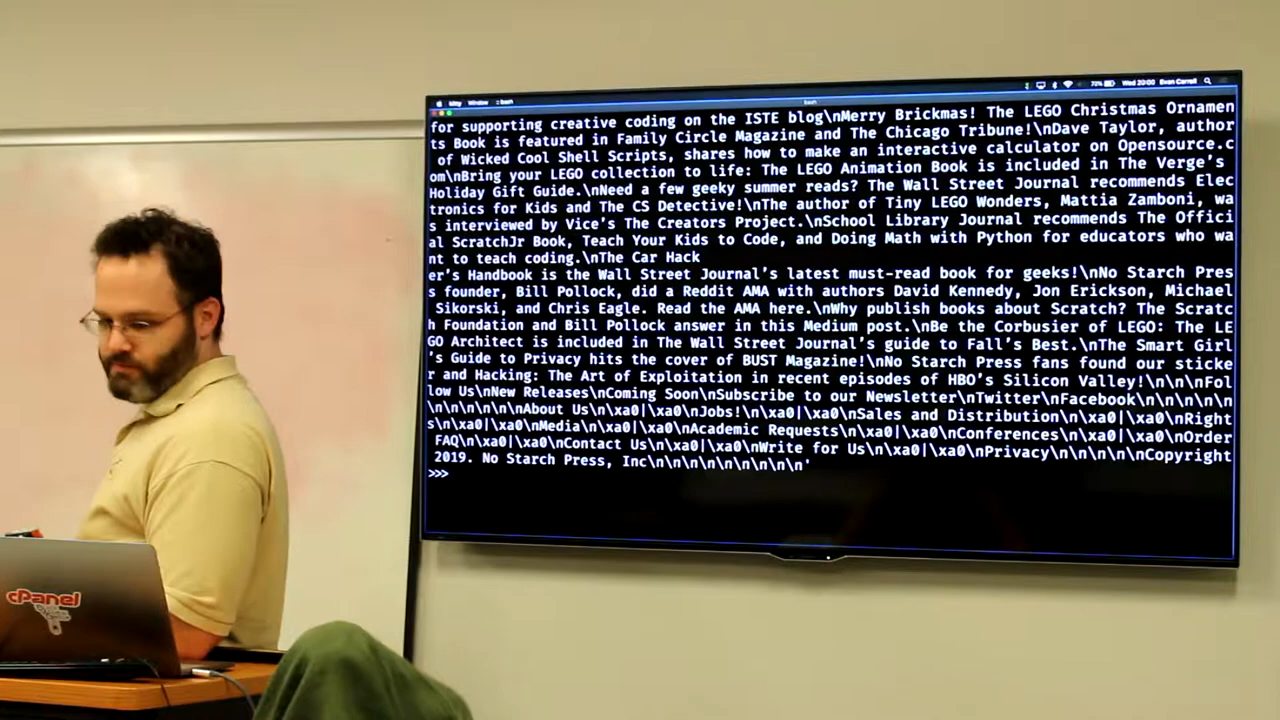 kitty Window ::bash
70% Wed 20:00 Evan Carroll
bash
for supporting creative coding on the ISTE blog\nMerry Brickmas! The LEGO Christmas Ornamen
ts Book is featured in Family Circle Magazine and The Chicago Tribune!\nDave Taylor, author
of Wicked Cool Shell Scripts, shares how to make an interactive calculator on Opensource.c
om\nBring your LEGO collection to life: The LEGO Animation Book is included in The Verge's
Holiday Gift Guide.\nNeed a few geeky summer reads? The Wall Street Journal recommends Elec
tronics for Kids and The CS Detective!\nThe author of Tiny LEGO Wonders, Mattia Zamboni, wa
s interviewed by Vice's The Creators Project.\nSchool Library Journal recommends The Offici
al ScratchJr Book, Teach Your Kids to Code, and Doing Math with Python for educators who wa
nt to teach coding.\nThe Car Hack
er's Handbook is the Wall Street Journal's latest must-read book for geeks!\nNo Starch Pres
s founder, Bill Pollock, did a Reddit AMA with authors David Kennedy, Jon Erickson, Michael
Sikorski, and Chris Eagle. Read the AMA here.\nWhy publish books about Scratch? The Scratc
h Foundation and Bill Pollock answer in this Medium post.\nBe the Corbusier of LEGO: The LE
GO Architect is included in The Wall Street Journal's guide to Fall's Best.\nThe Smart Girl
's Guide to Privacy hits the cover of BUST Magazine!\nNo Starch Press fans found our sticke
r and Hacking: The Art of Exploitation in recent episodes of HBO's Silicon Valley!\n\n\nFol
low Us\nNew Releases\nComing Soon\nSubscribe to our Newsletter\nTwitter\nFacebook\n\n\n\n\n
\n\n\n\n\n\nAbout Us\n\xa0|\xa0\nJobs!\n\xa0|\xa0\nSales and Distribution\n\xa0|\xa0\nRight
s\n\xa0|\xa0\nMedia\n\xa0|\xa0\nAcademic Requests\n\xa0|\xa0\nConferences\n\xa0|\xa0\nOrder
FAQ\n\xa0|\xa0\nContact Us\n\xa0|\xa0\nWrite for Us\n\xa0|\xa0\nPrivacy\n\n\n\n\nCopyright
2019. No Starch Press, Inc\n\n\n\n\n\n\n\n\n'
>>>
cPanel